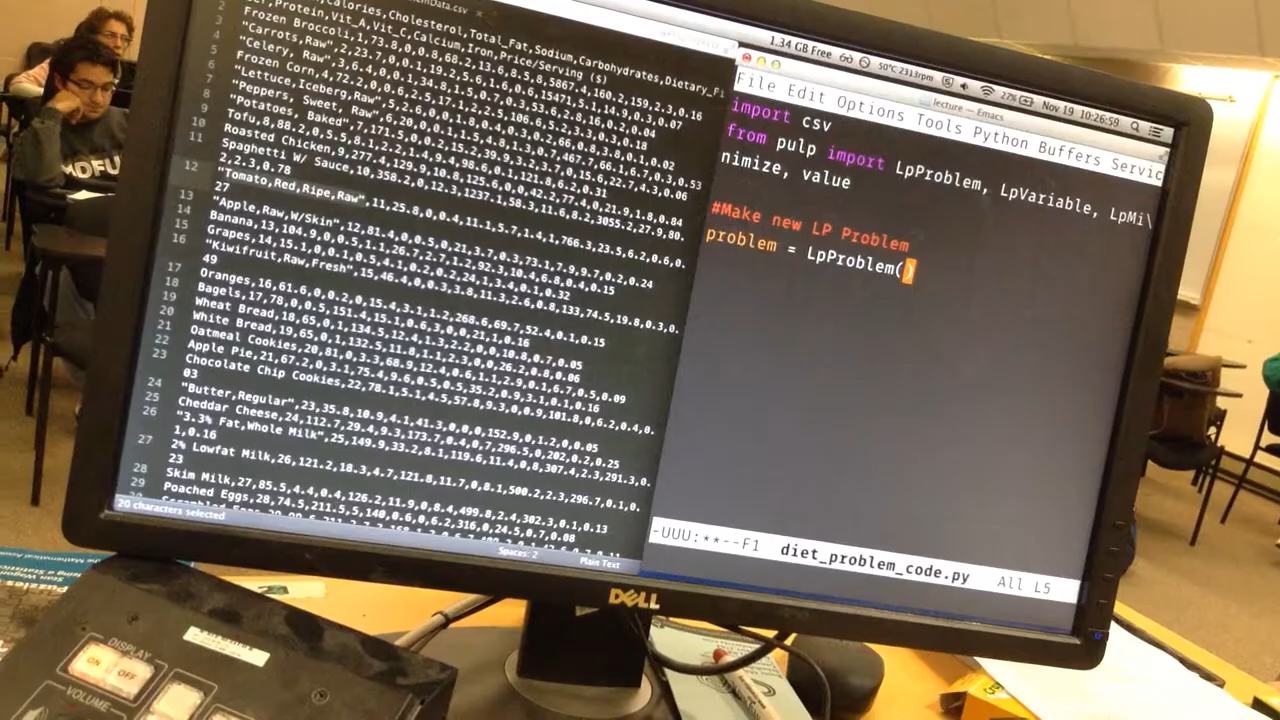 Data.csv
Calories,Cholesterol,Total_Fat,Sodium,Carbohydrates,Dietary_Fi
Protein,Vit_A,Vit_C,Calcium,Iron,Price/Serving ($)
Frozen Broccoli,1,73.8,0,0.8,68.2,13.6,8.5,8,5867.4,160.2,159,2.3,0.16
"Carrots,Raw",2,23.7,0,0.1,19.2,5.6,1.6,0.6,15471,5.1,14.9,0.3,0.07
"Celery, Raw",3,6.4,0,0.1,34.8,1.5,0.7,0.3,53.6,2.8,16,0.2,0.04
Frozen Corn,4,72.2,0,0.6,2.5,17.1,2,2.5,106.6,5.2,3.3,0.3,0.18
"Lettuce,Iceberg,Raw",5,2.6,0,0,1.8,0.4,0.3,0.2,66,0.8,3.8,0.1,0.02
"Peppers, Sweet, Raw",6,20,0,0.1,1.5,4.8,1.3,0.7,467.7,66.1,6.7,0.3,0.53
"Potatoes, Baked",7,171.5,0,0.2,15.2,39.9,3.2,3.7,0,15.6,22.7,4.3,0.06
Tofu,8,88.2,0,5.5,8.1,2.2,1.4,9.4,98.6,0.1,121.8,6.2,0.31
Roasted Chicken,9,277.4,129.9,10.8,125.6,0,0,42.2,77.4,0,21.9,1.8,0.84
Spaghetti W/ Sauce,10,358.2,0,12.3,1237.1,58.3,11.6,8.2,3055.2,27.9,80.
2,2.3,0.78
"Tomato,Red,Ripe,Raw",11,25.8,0,0.4,11.1,5.7,1.4,1,766.3,23.5,6.2,0.6,0.
27
"Apple,Raw,W/Skin",12,81.4,0,0.5,0,21,3.7,0.3,73.1,7.9,9.7,0.2,0.24
Banana,13,104.9,0,0.5,1.1,26.7,2.7,1.2,92.3,10.4,6.8,0.4,0.15
Grapes,14,15.1,0,0.1,0.5,4.1,0.2,0.2,24,1,3.4,0.1,0.32
"Kiwifruit,Raw,Fresh",15,46.4,0,0.3,3.8,11.3,2.6,0.8,133,74.5,19.8,0.3,0.
49
Oranges,16,61.6,0,0.2,0,15.4,3.1,1.2,268.6,69.7,52.4,0.1,0.15
Bagels,17,78,0,0.5,151.4,15.1,0.6,3,0,0,21,1,0.16
Wheat Bread,18,65,0,1,134.5,12.4,1.3,2.2,0,0,10.8,0.7,0.05
White Bread,19,65,0,1,132.5,11.8,1.1,2.3,0,0,26.2,0.8,0.06
Oatmeal Cookies,20,81,0,3.3,68.9,12.4,0.6,1.1,2.9,0.1,6.7,0.5,0.09
Apple Pie,21,67.2,0,3.1,75.4,9.6,0.5,0.5,35.2,0.9,3.1,0.1,0.16
Chocolate Chip Cookies,22,78.1,5.1,4.5,57.8,9.3,0,0.9,101.8,0,6.2,0.4,0.
03
"Butter,Regular",23,35.8,10.9,4.1,41.3,0,0,0,152.9,0,1.2,0,0.05
Cheddar Cheese,24,112.7,29.4,9.3,173.7,0.4,0,7,296.5,0,202,0.2,0.25
"3.3% Fat,Whole Milk",25,149.9,33.2,8.1,119.6,11.4,0,8,307.4,2.3,291.3,0.
1,0.16
2% Lowfat Milk,26,121.2,18.3,4.7,121.8,11.7,0,8.1,500.2,2.3,296.7,0.1,0.
23
Skim Milk,27,85.5,4.4,0.4,126.2,11.9,0,8.4,499.8,2.4,302.3,0.1,0.13
Poached Eggs,28,74.5,211.5,5,140,0.6,0,6.2,316,0,24.5,0.7,0.08
20 characters selected
Spaces: 2
Plain Text
1.34 GB Free
50°C 2313rpm
27%
Nov 19 10:26:59
lecture — Emacs
File Edit Options Tools Python Buffers Servic
import csv
from pulp import LpProblem, LpVariable, LpMi\
nimize, value
#Make new LP Problem
problem = LpProblem()
-UUU:**--F1 diet_problem_code.py All L5
DELL
DISPLAY
ON OFF
VOLUME
MDFU
Stan Wagon
the Mathematical
Puzzles